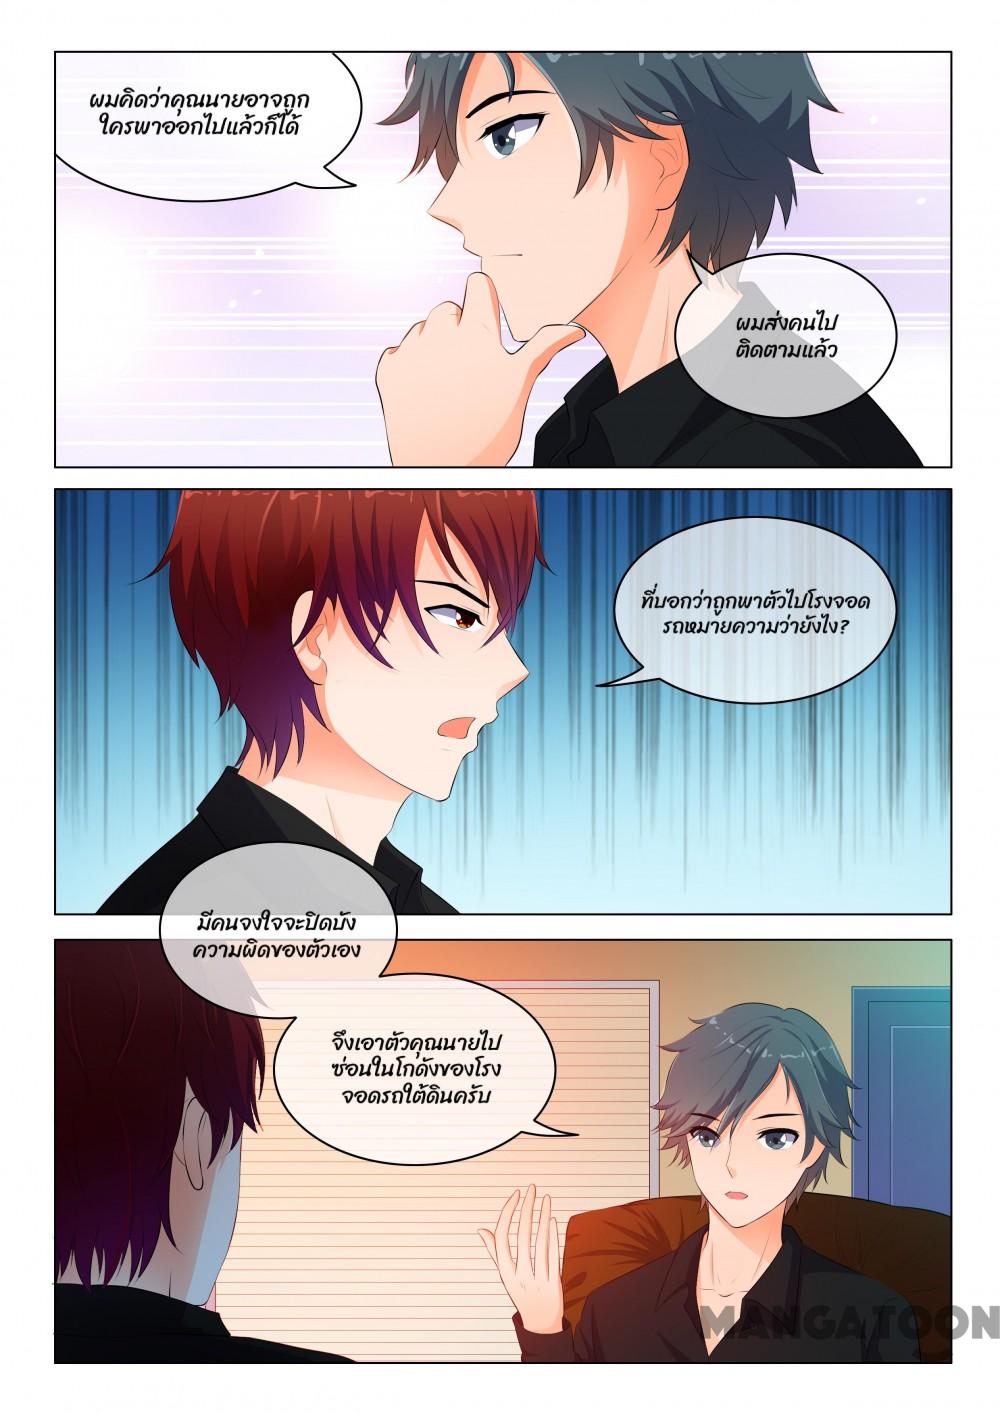 ผมคิดว่าคุณนายอาจถูก
ใครพาออกไปแล้วก็ได้
ผมส่งคนไป
ติดตามแล้ว
ที่บอกว่าถูกพาตัวไปโรงจอด
รถหมายความว่ายังไง?
มีคนจงใจจะปิดบัง
ความผิดของตัวเอง
จึงเอาตัวคุณนายไป
ซ่อนในโกดังของโรง
จอดรถใต้ดินครับ
MANGATOON